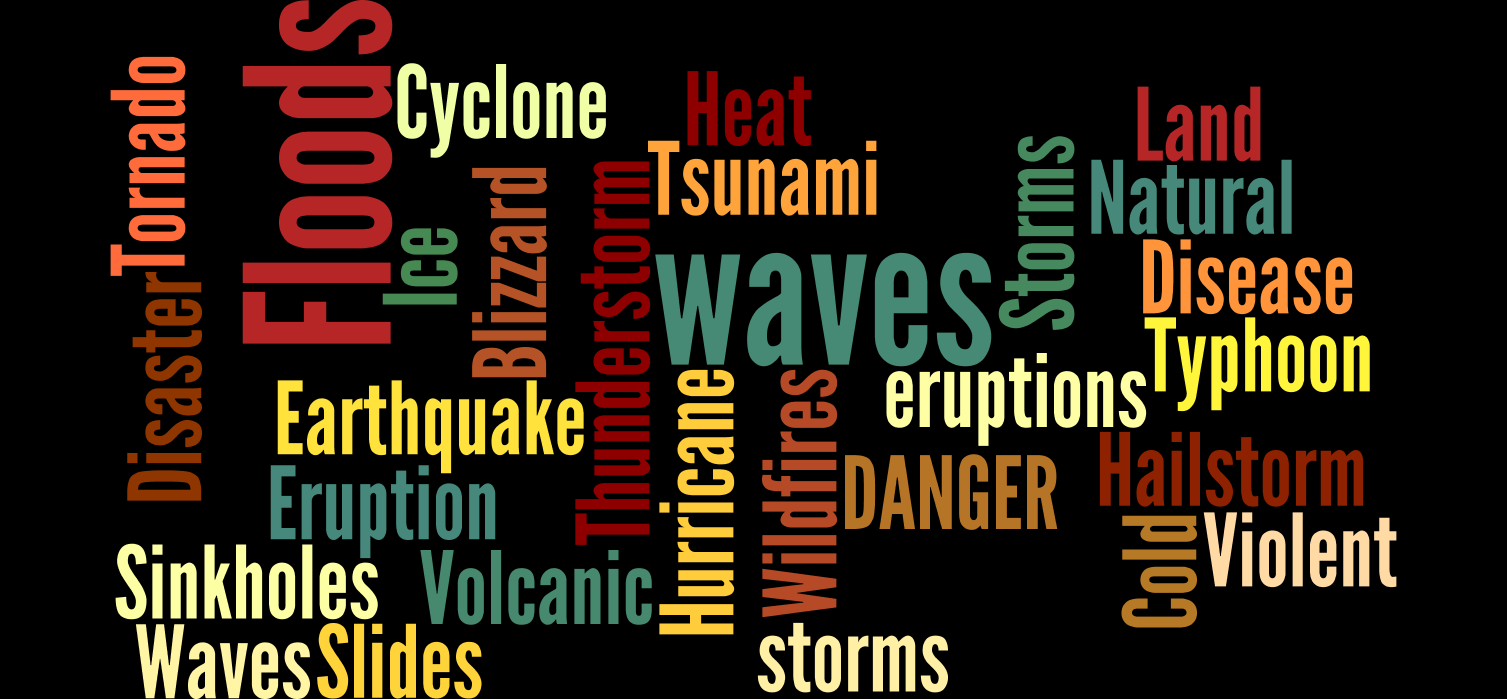 Tornado
Floods
Cyclone
Heat
Land
Tsunami
Storms
Natural
Ice
Blizzard
Thunderstorm
waves
Disease
Disaster
Typhoon
Earthquake
eruptions
Hurricane
Wildfires
DANGER
Hailstorm
Eruption
Cold
Violent
Sinkholes
Volcanic
Waves
Slides
storms